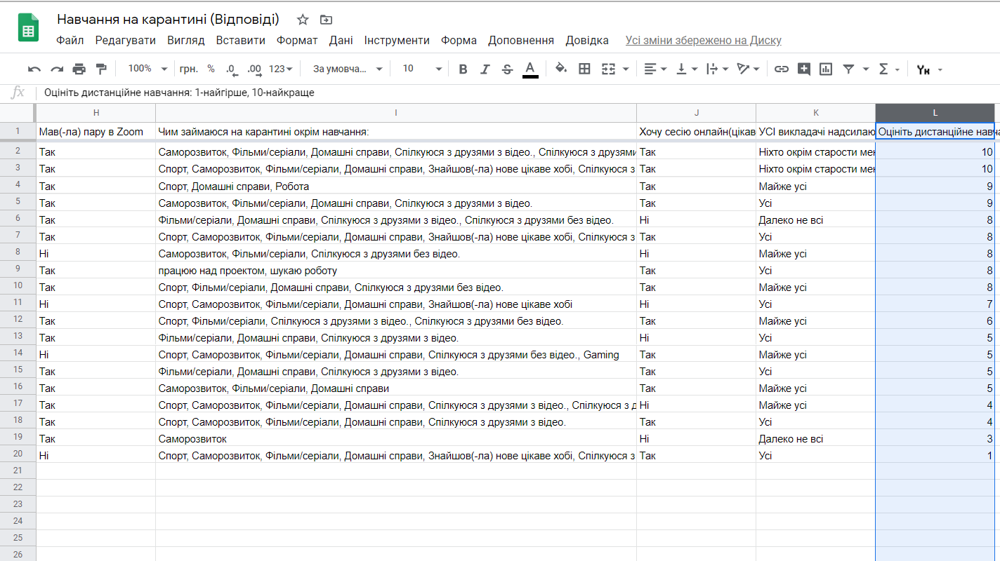 Навчання на карантині (Відповіді)
Файл Редагувати Вигляд Вставити Формат Дані Інструменти Форма Доповнення Довідка Усі зміни збережено на Диску
100% грн. % .0 .00 123 За умовча... 10 B I S A Σ Ук
fx Оцініть дистанційне навчання: 1-найгірше, 10-найкраще
H I J K L
1 Мав(-ла) пару в Zoom Чим займаюся на карантині окрім навчання: Хочу сесію онлайн(цікав УСІ викладачі надсилаю Оцініть дистанційне навча
2 Так Саморозвиток, Фільми/серіали, Домашні справи, Спілкуюся з друзями з відео., Спілкуюся з друзями Так Ніхто окрім старости мен 10
3 Так Спорт, Саморозвиток, Фільми/серіали, Домашні справи, Знайшов(-ла) нове цікаве хобі, Спілкуюся з Так Ніхто окрім старости мен 10
4 Так Спорт, Домашні справи, Робота Так Майже усі 9
5 Так Саморозвиток, Фільми/серіали, Домашні справи, Спілкуюся з друзями з відео. Так Усі 9
6 Так Фільми/серіали, Домашні справи, Спілкуюся з друзями з відео., Спілкуюся з друзями без відео. Ні Далеко не всі 8
7 Так Спорт, Саморозвиток, Фільми/серіали, Домашні справи, Знайшов(-ла) нове цікаве хобі, Спілкуюся з Так Усі 8
8 Ні Саморозвиток, Фільми/серіали, Спілкуюся з друзями без відео. Ні Майже усі 8
9 Так працюю над проектом, шукаю роботу Так Усі 8
10 Так Спорт, Фільми/серіали, Домашні справи, Спілкуюся з друзями без відео. Так Майже усі 8
11 Ні Спорт, Саморозвиток, Фільми/серіали, Домашні справи, Знайшов(-ла) нове цікаве хобі Ні Усі 7
12 Так Спорт, Фільми/серіали, Спілкуюся з друзями з відео., Спілкуюся з друзями без відео. Так Майже усі 6
13 Так Фільми/серіали, Домашні справи, Спілкуюся з друзями з відео. Ні Усі 5
14 Ні Спорт, Саморозвиток, Фільми/серіали, Домашні справи, Спілкуюся з друзями без відео., Gaming Так Майже усі 5
15 Так Фільми/серіали, Домашні справи, Спілкуюся з друзями з відео. Так Усі 5
16 Так Саморозвиток, Фільми/серіали, Домашні справи Так Майже усі 5
17 Так Спорт, Саморозвиток, Фільми/серіали, Домашні справи, Спілкуюся з друзями з відео., Спілкуюся з д Ні Майже усі 4
18 Так Спорт, Саморозвиток, Фільми/серіали, Домашні справи, Спілкуюся з друзями з відео. Так Усі 4
19 Так Саморозвиток Ні Далеко не всі 3
20 Ні Спорт, Саморозвиток, Фільми/серіали, Домашні справи, Знайшов(-ла) нове цікаве хобі, Спілкуюся з Так Усі 1
21
22
23
24
25
26